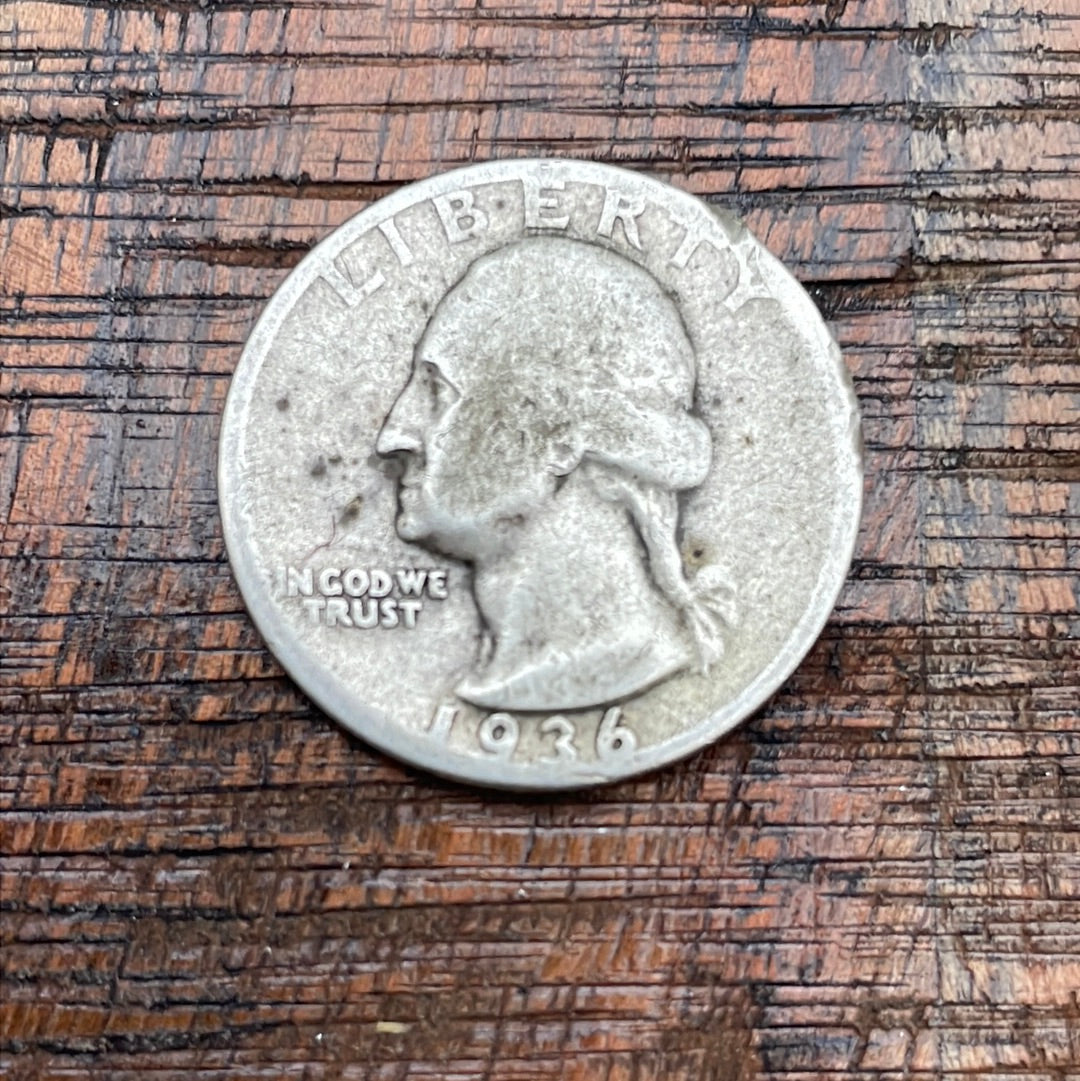 LIBERTY
IN GOD WE
TRUST
1936